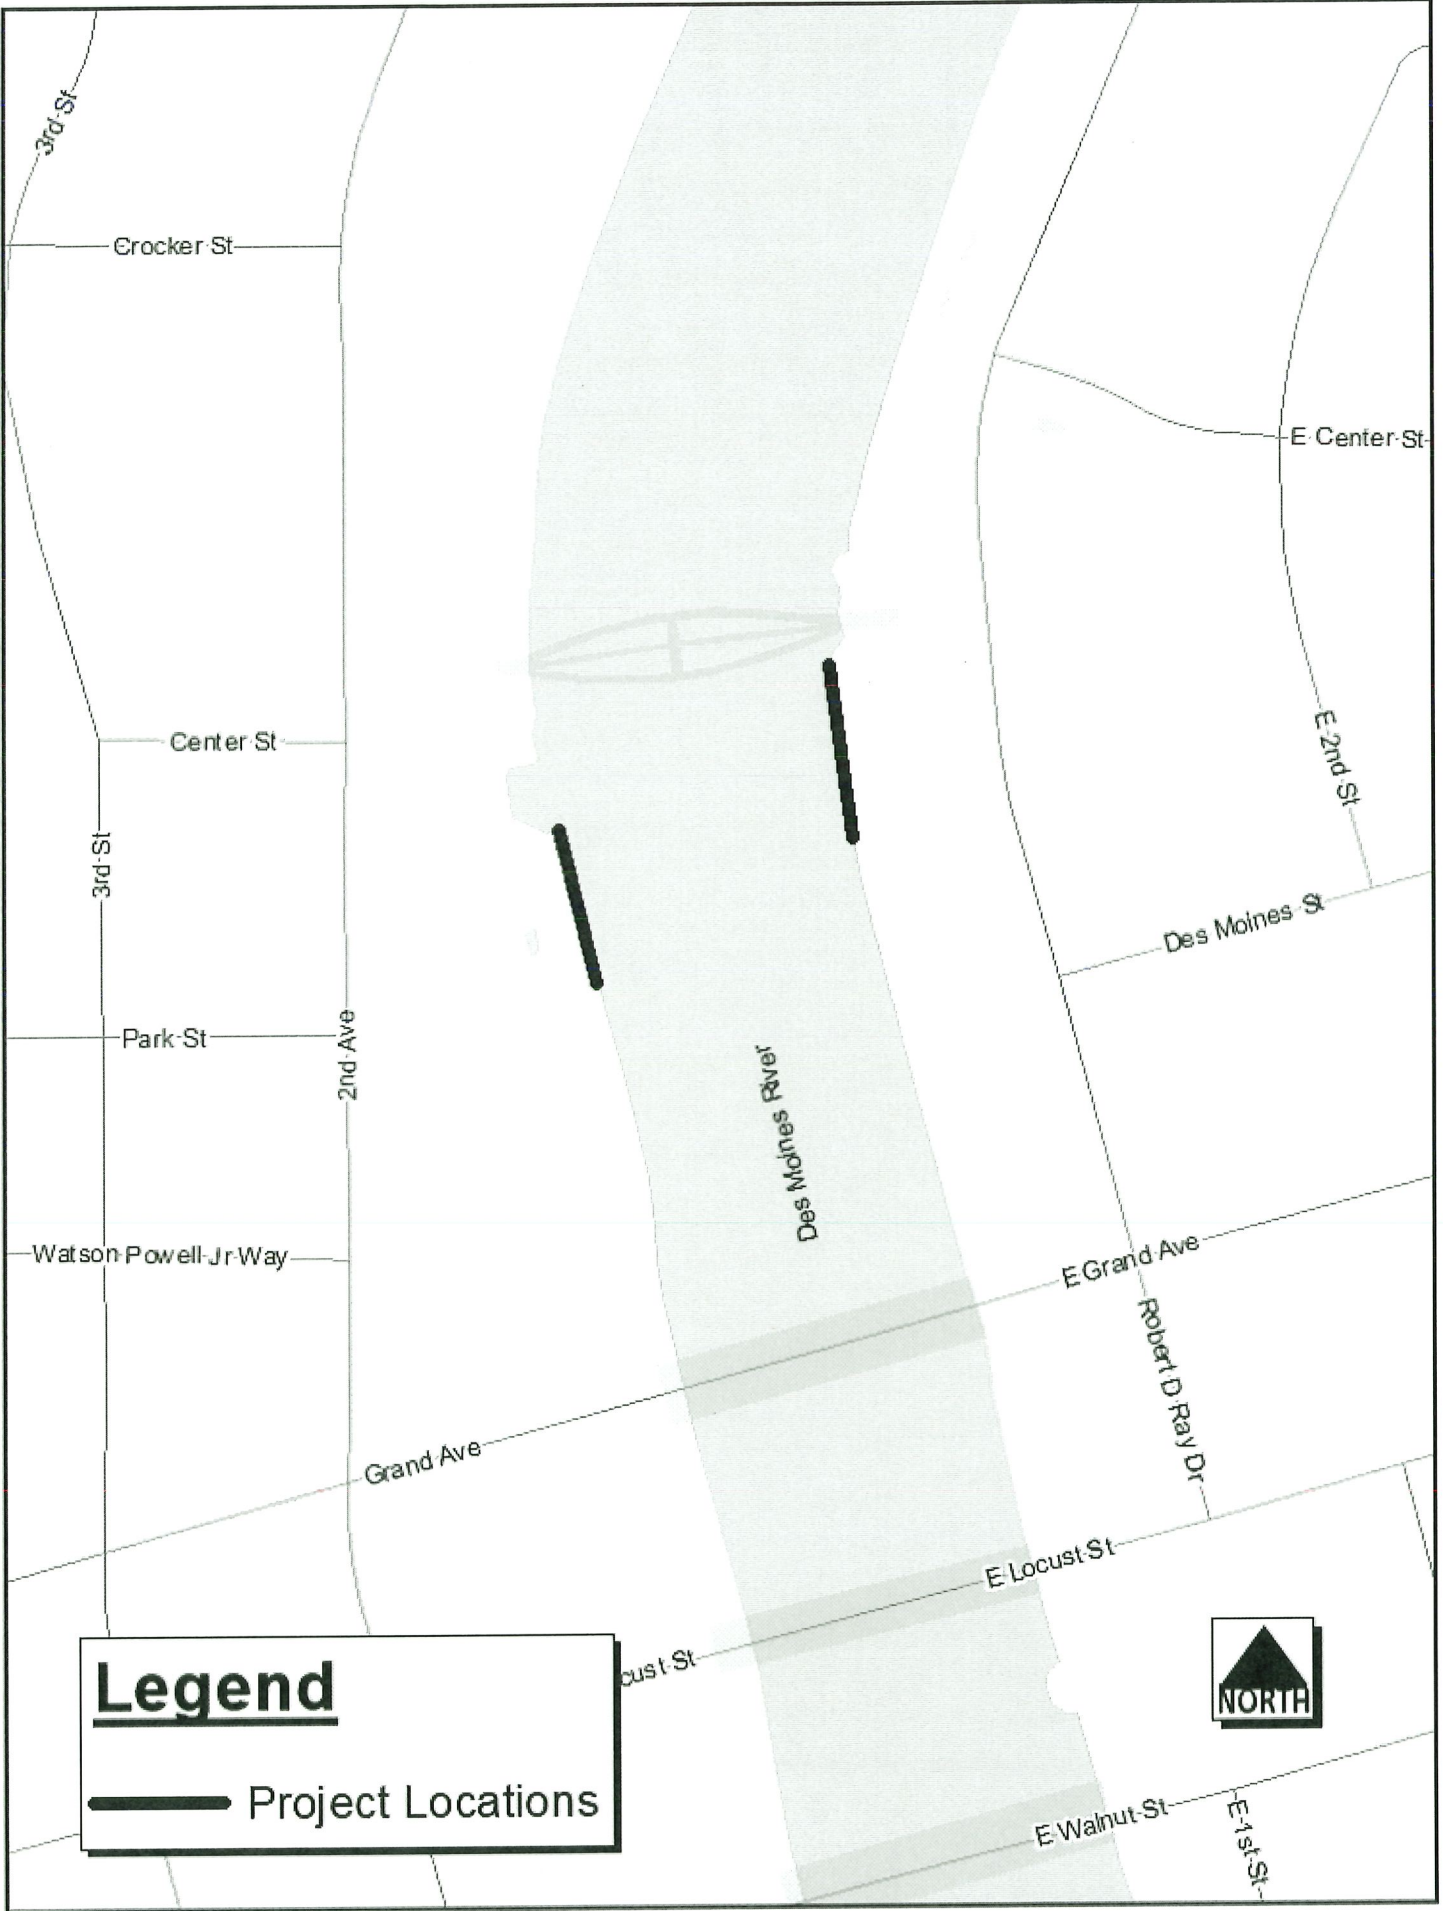 3rd St
Crocker St
E Center St
Center St
E 2nd St
3rd St
Des Moines St
Park St
2nd Ave
Des Moines River
Watson Powell Jr Way
E Grand Ave
Robert D Ray Dr
Grand Ave
E Locust St
cust St
Legend
NORTH
Project Locations
E Walnut St
E 1st St